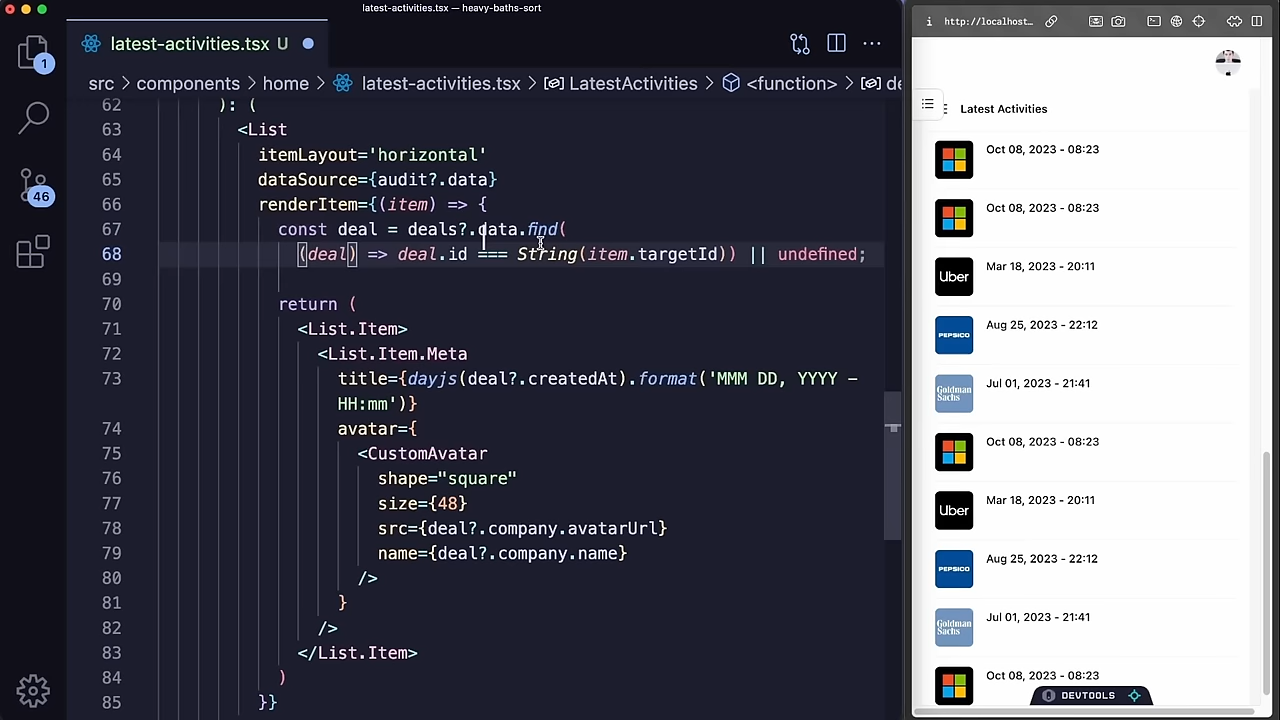 latest-activities.tsx — heavy-baths-sort
latest-activities.tsx U
src > components > home > latest-activities.tsx > LatestActivities > <function> > de
1
46
62 ): (
63 <List
64 itemLayout='horizontal'
65 dataSource={audit?.data}
66 renderItem={(item) => {
67 const deal = deals?.data.find(
68 (deal) => deal.id === String(item.targetId)) || undefined;
69
70 return (
71 <List.Item>
72 <List.Item.Meta
73 title={dayjs(deal?.createdAt).format('MMM DD, YYYY –
HH:mm')}
74 avatar={
75 <CustomAvatar
76 shape="square"
77 size={48}
78 src={deal?.company.avatarUrl}
79 name={deal?.company.name}
80 />
81 }
82 />
83 </List.Item>
84 )
85 }}
http://localhost…
Latest Activities
Oct 08, 2023 - 08:23
Oct 08, 2023 - 08:23
Uber
Mar 18, 2023 - 20:11
PEPSICO
Aug 25, 2023 - 22:12
Goldman
Sachs
Jul 01, 2023 - 21:41
Oct 08, 2023 - 08:23
Uber
Mar 18, 2023 - 20:11
PEPSICO
Aug 25, 2023 - 22:12
Goldman
Sachs
Jul 01, 2023 - 21:41
Oct 08, 2023 - 08:23
DEVTOOLS